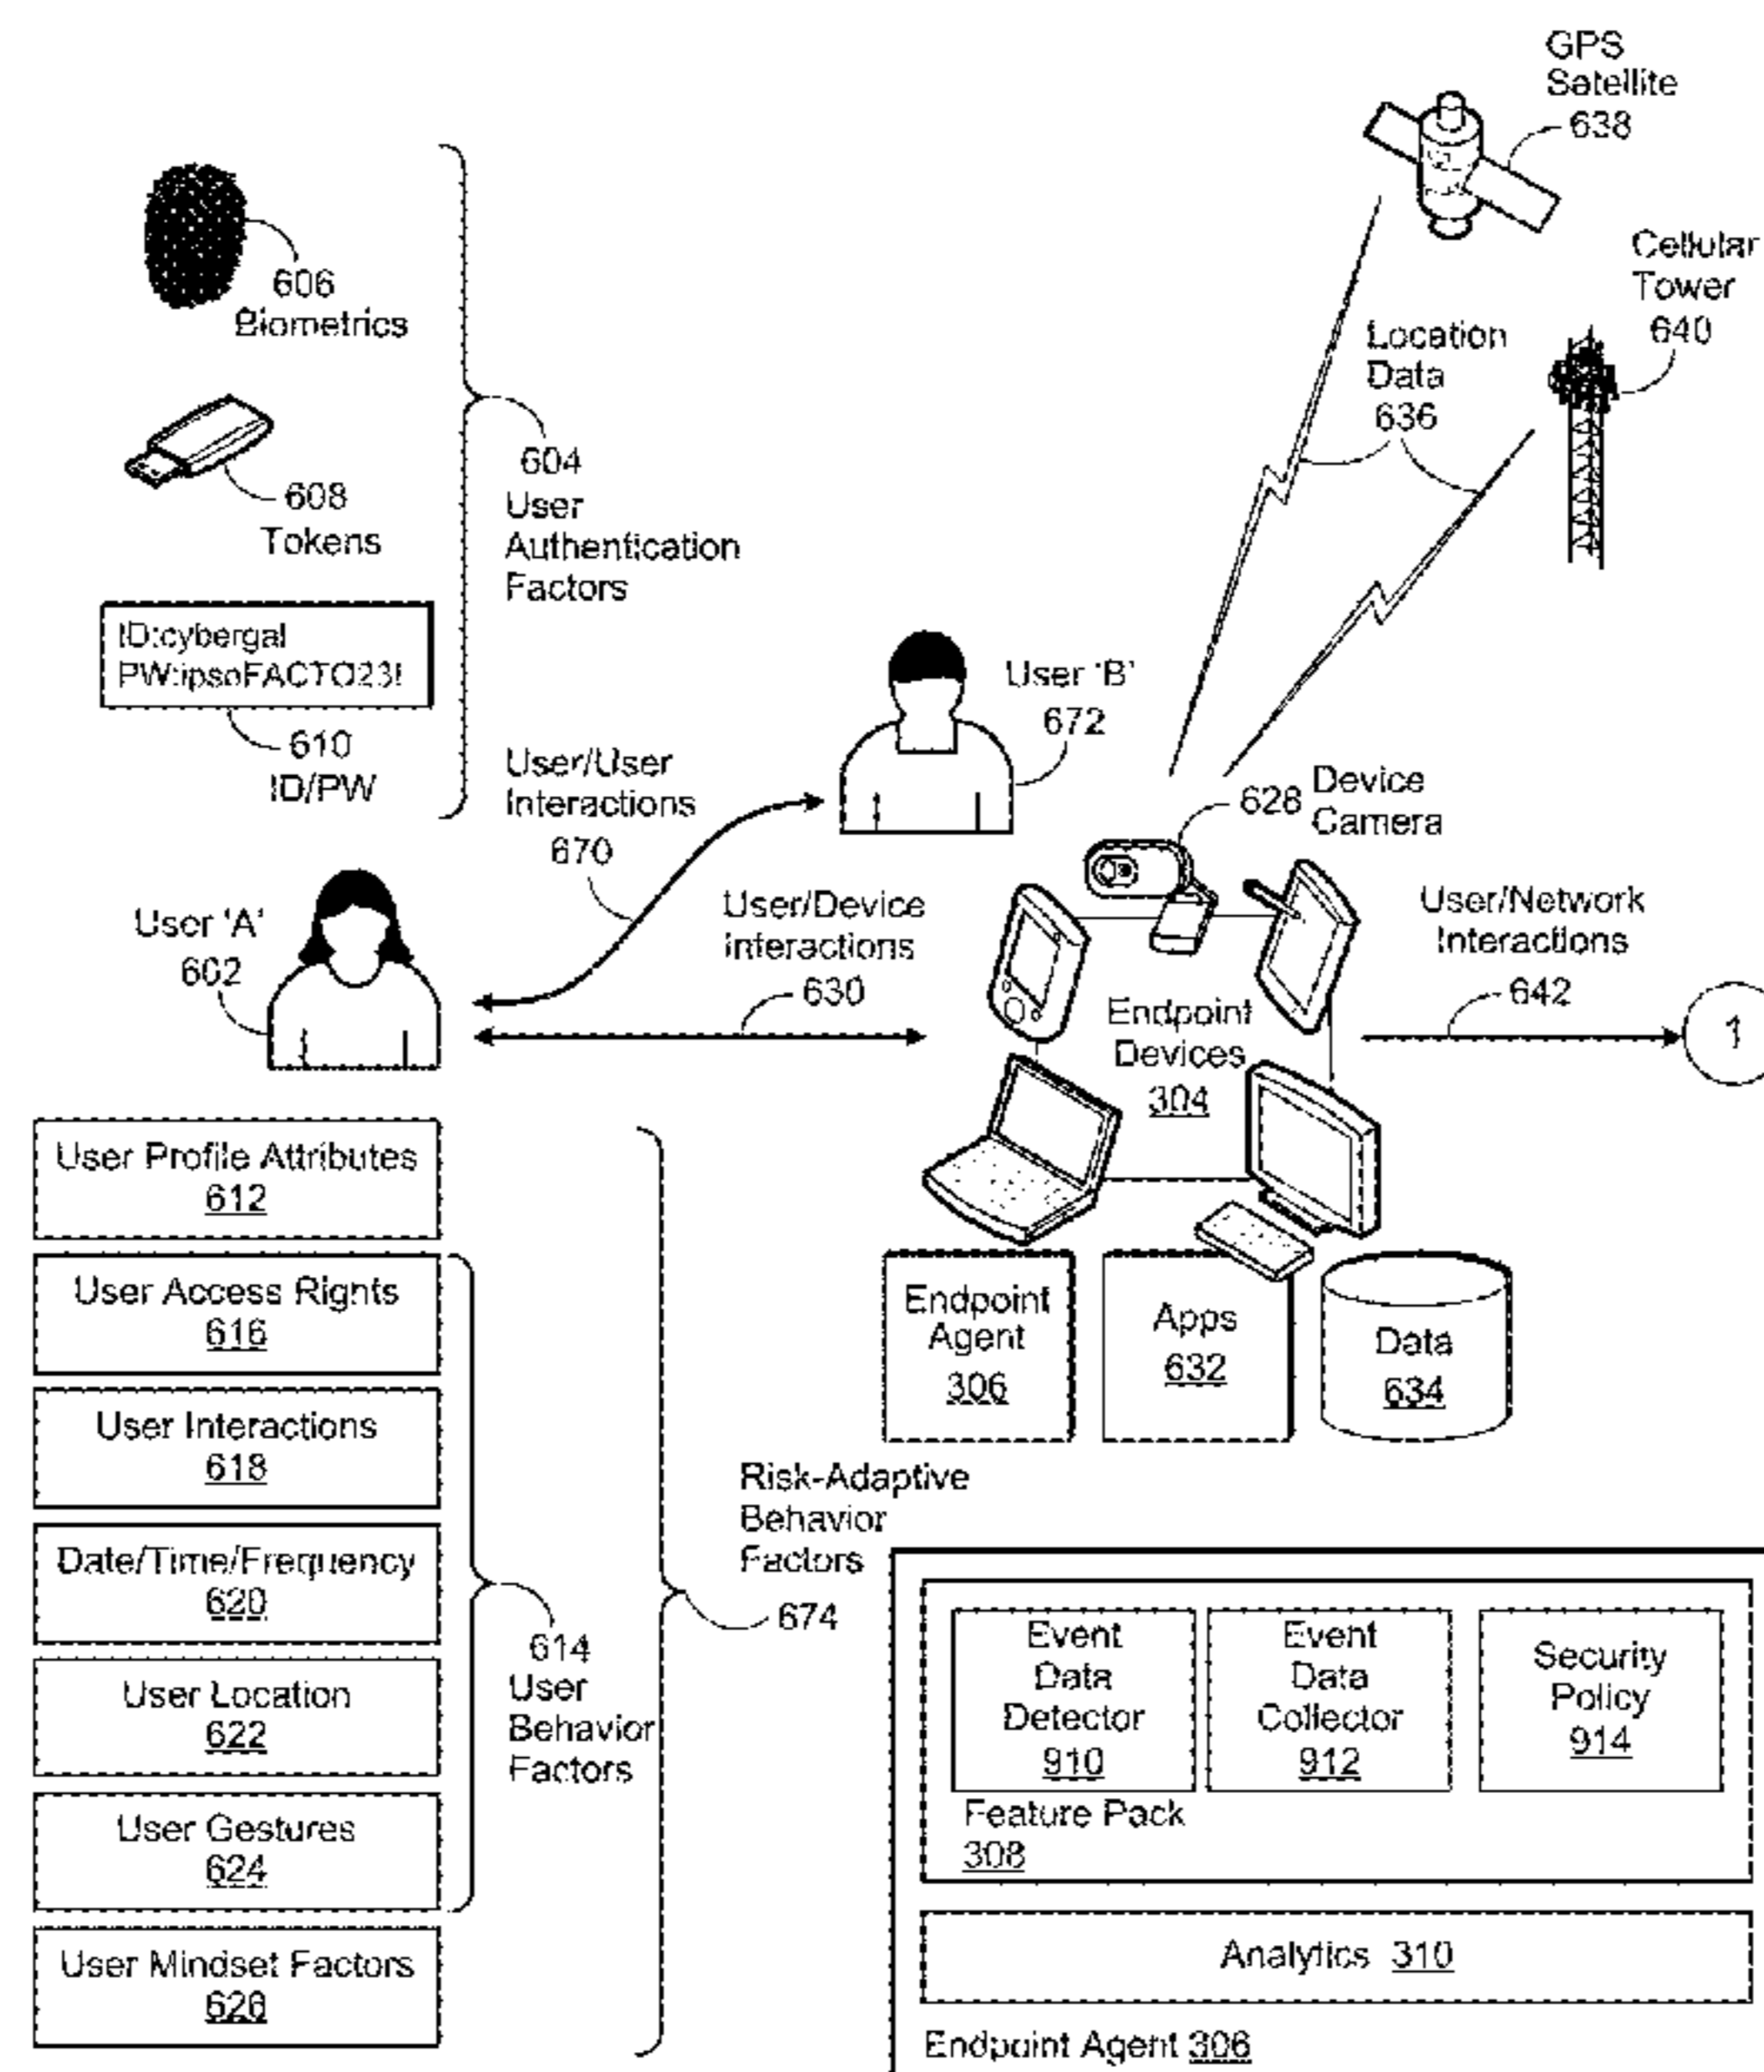 GPS
Satellite
638
Cellular
Tower
640
Location
Data
636
606
Biometrics
608
Tokens
ID:cybergal
PW:ipsoFACTO23!
610
ID/PW
604
User
Authentication
Factors
User 'B'
672
User/User
Interactions
670
628
Device
Camera
User 'A'
602
User/Device
Interactions
630
Endpoint
Devices
304
User/Network
Interactions
642
1
User Profile Attributes
612
User Access Rights
616
User Interactions
618
Date/Time/Frequency
620
User Location
622
User Gestures
624
User Mindset Factors
626
614
User
Behavior
Factors
Risk-Adaptive
Behavior
Factors
674
Endpoint
Agent
306
Apps
632
Data
634
Event
Data
Detector
910
Event
Data
Collector
912
Security
Policy
914
Feature Pack
308
Analytics 310
Endpoint Agent 306